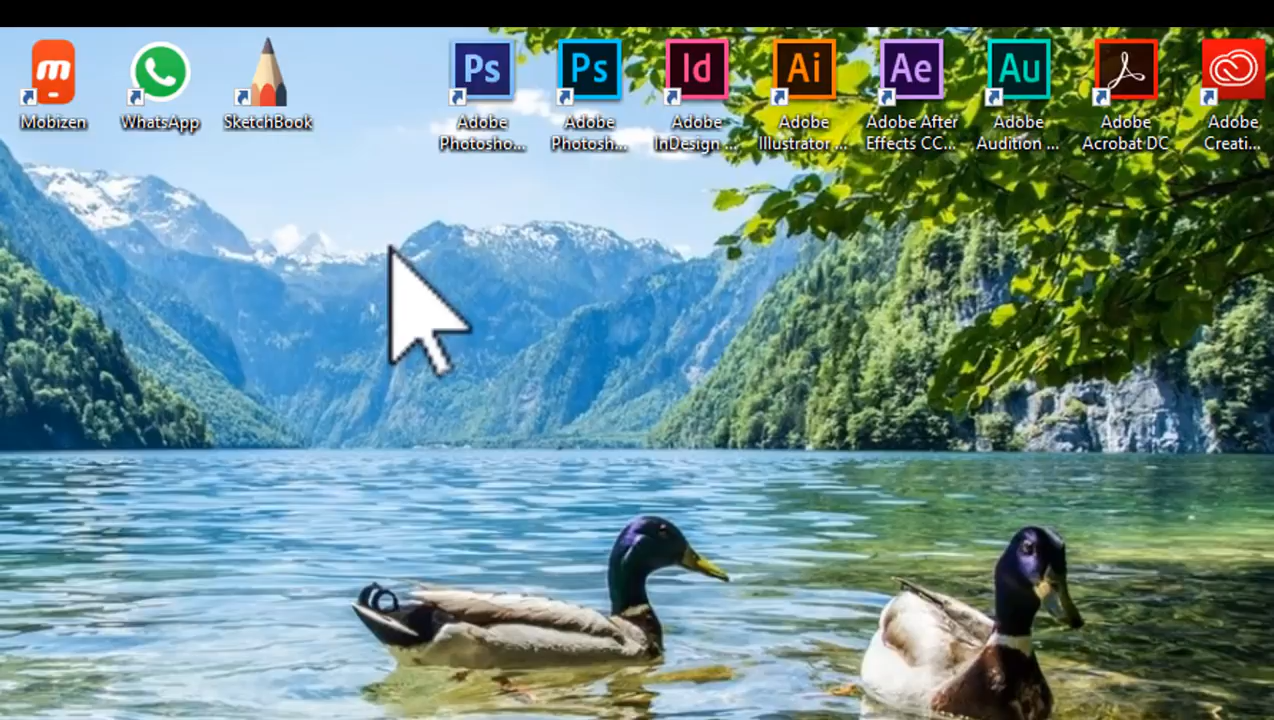 m
Ps
Ps
Id
Ai
Ae
Au
Mobizen
WhatsApp
SketchBook
Adobe
Photosho...
Adobe
Photosh...
Adobe
InDesign ...
Adobe
Illustrator ...
Adobe After
Effects CC...
Adobe
Audition ...
Adobe
Acrobat DC
Adobe
Creati...